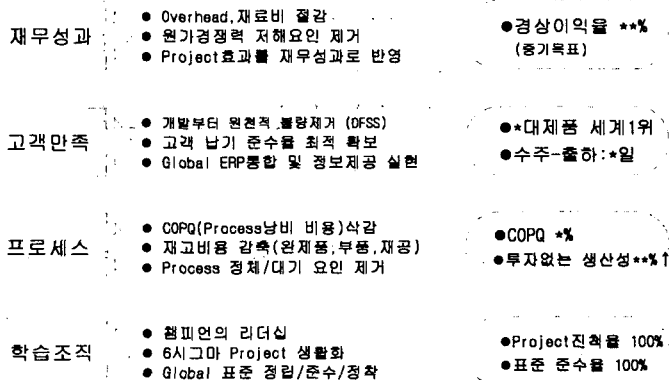 재무성과
● Overhead,재료비 절감
● 원가경쟁력 저해요인 제거
● Project효과를 재무성과로 반영
●경상이익율 **%
(중기목표)
고객만족
● 개발부터 원천적 불량제거 (DFSS)
● 고객 납기 준수율 최적 확보
● Global ERP통합 및 정보제공 실현
●*대제품 세계1위
●수주-출하:*일
프로세스
● COPQ(Process낭비 비용)삭감
● 재고비용 감축(완제품,부품,재공)
● Process 정체/대기 요인 제거
●COPQ *%
●투자없는 생산성**%↑
학습조직
● 챔피언의 리더십
● 6시그마 Project 생활화
● Global 표준 정립/준수/정착
●Project진척율 100%
●표준 준수율 100%